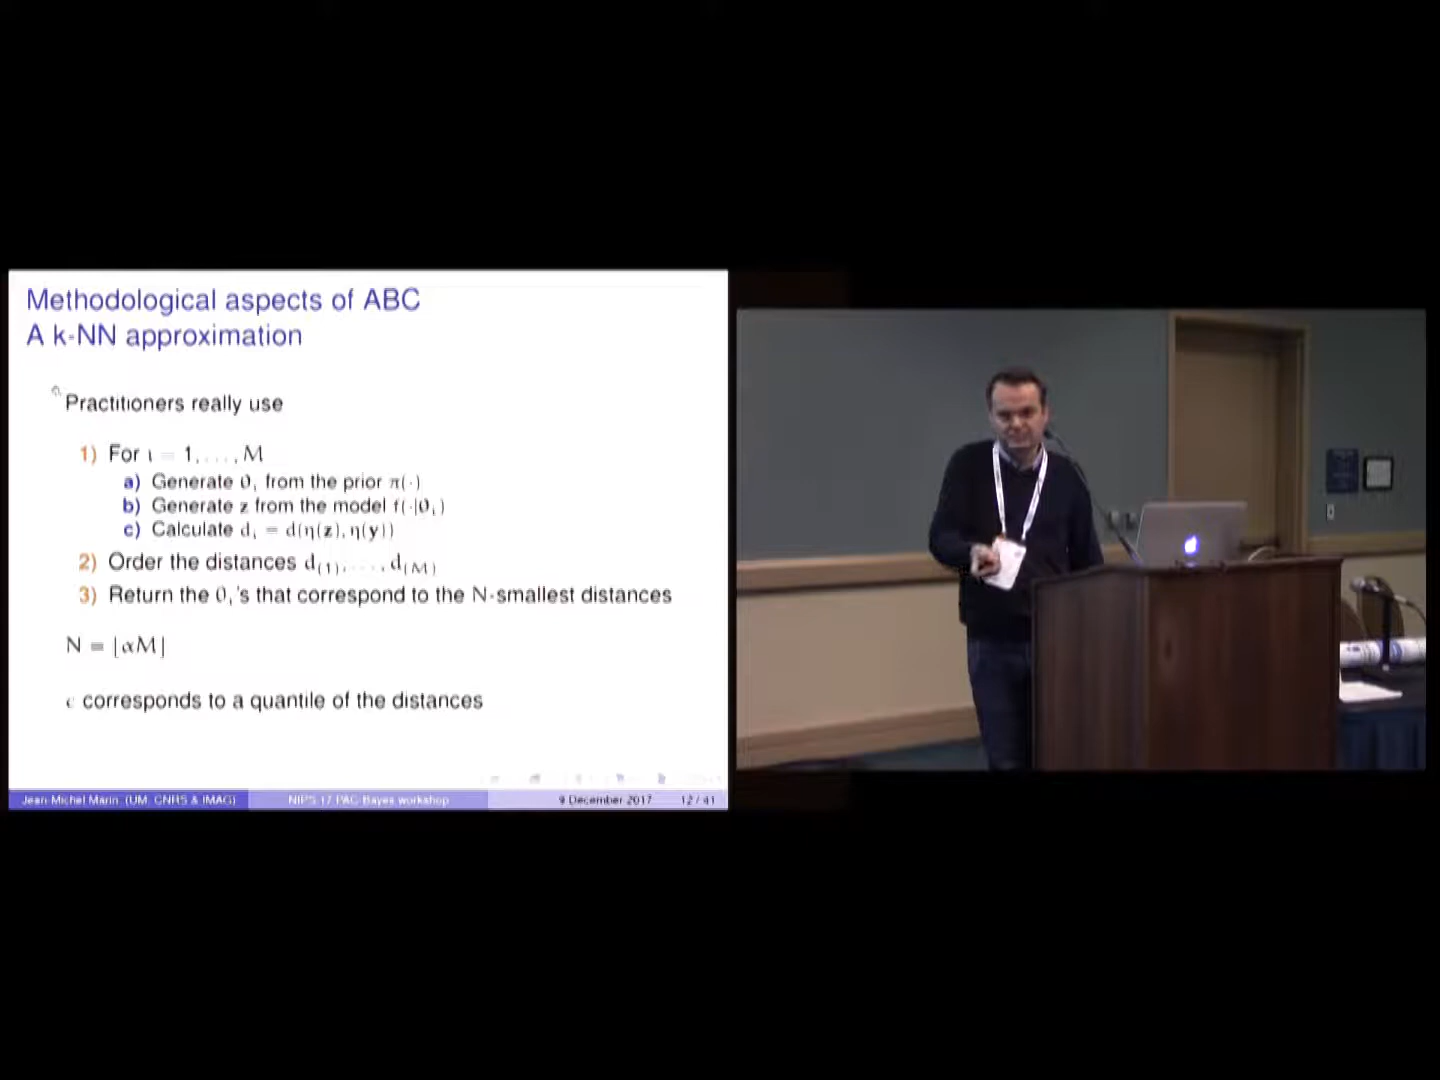 Methodological aspects of ABC
A k-NN approximation
Practitioners really use
1) For i = 1, . . . , M
a) Generate θᵢ from the prior π(·)
b) Generate z from the model f(·|θᵢ)
c) Calculate dᵢ = d(η(z), η(y))
2) Order the distances d₍₁₎, . . . , d₍M₎
3) Return the θᵢ's that correspond to the N-smallest distances
N = ⌊αM⌋
ϵ corresponds to a quantile of the distances
Jean-Michel Marin (UM, CNRS & IMAG) NIPS 17 PAC-Bayes workshop 9 December 2017 12 / 41